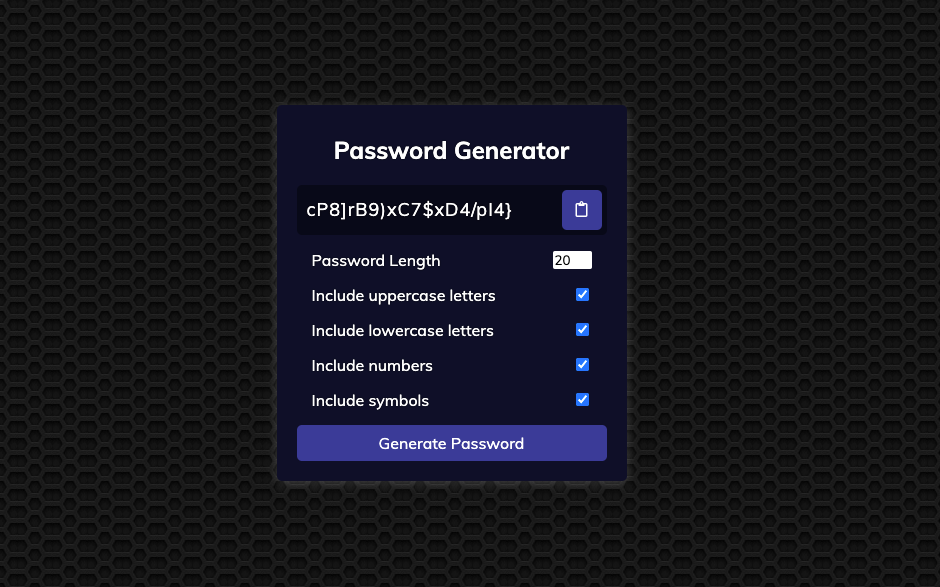 Password Generator
cP8]rB9)xC7$xD4/pI4}
Password Length 20
Include uppercase letters
Include lowercase letters
Include numbers
Include symbols
Generate Password